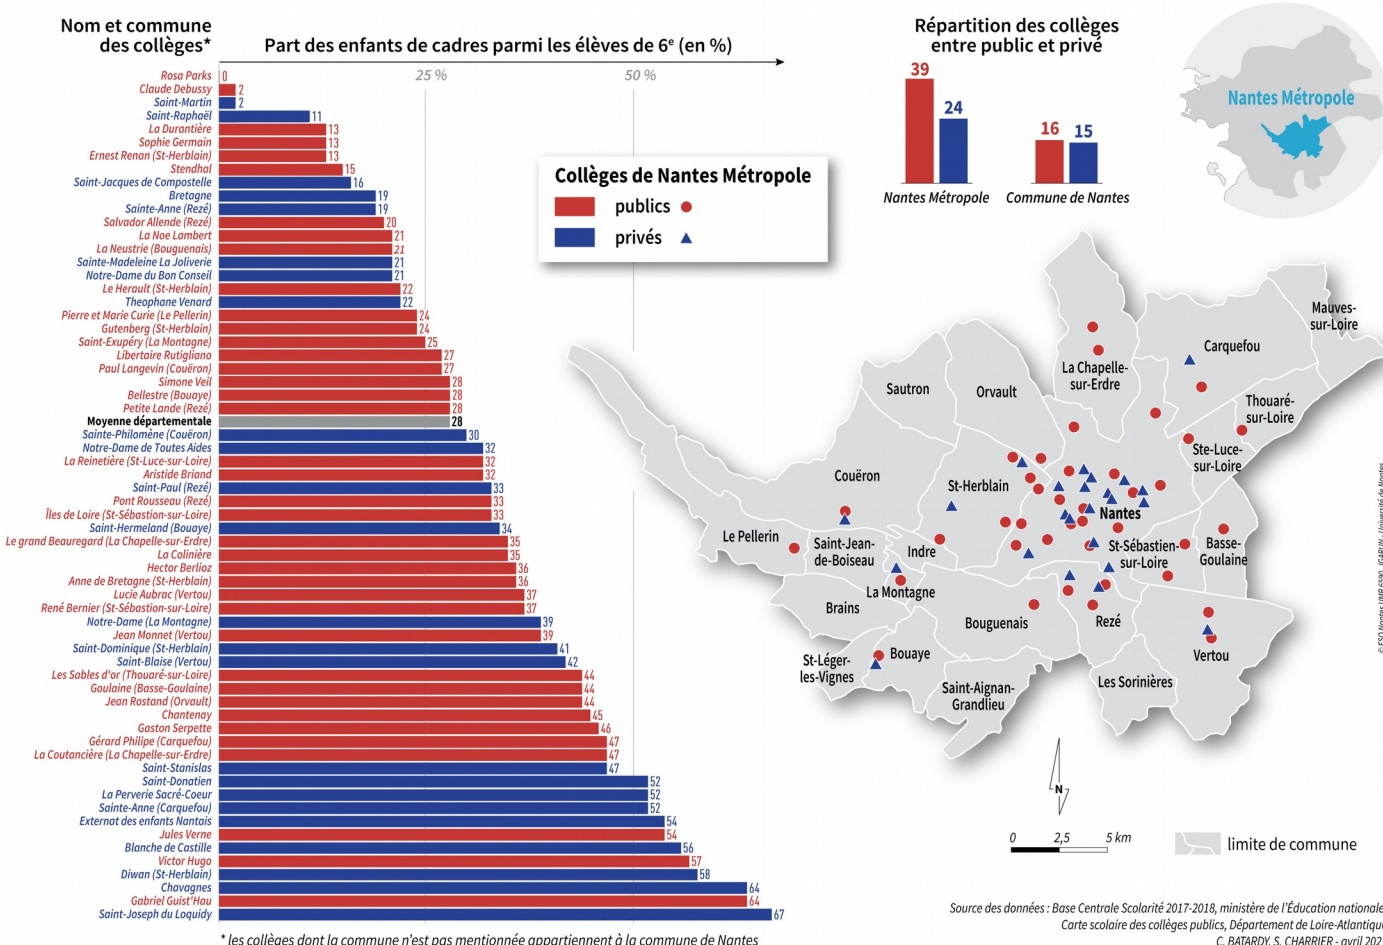 Nom et commune
des collèges*
Part des enfants de cadres parmi les élèves de 6e (en %)
25 %
50 %
Rosa Parks 0
Claude Debussy 2
Saint-Martin 2
Saint-Raphaël 11
La Durantière 13
Sophie Germain 13
Ernest Renan (St-Herblain) 13
Stendhal 15
Saint-Jacques de Compostelle 16
Bretagne 19
Sainte-Anne (Rezé) 19
Salvador Allende (Rezé) 20
La Noe Lambert 21
La Neustrie (Bouguenais) 21
Sainte-Madeleine La Joliverie 21
Notre-Dame du Bon Conseil 21
Le Herault (St-Herblain) 22
Theophane Venard 22
Pierre et Marie Curie (Le Pellerin) 24
Gutenberg (St-Herblain) 24
Saint-Exupéry (La Montagne) 25
Libertaire Rutigliano 27
Paul Langevin (Couëron) 27
Simone Veil 28
Bellestre (Bouaye) 28
Petite Lande (Rezé) 28
Moyenne départementale 28
Sainte-Philomène (Couëron) 30
Notre-Dame de Toutes Aides 32
La Reinetière (St-Luce-sur-Loire) 32
Aristide Briand 32
Saint-Paul (Rezé) 33
Pont Rousseau (Rezé) 33
Îles de Loire (St-Sébastion-sur-Loire) 33
Saint-Hermeland (Bouaye) 34
Le grand Beauregard (La Chapelle-sur-Erdre) 35
La Colinière 35
Hector Berlioz 36
Anne de Bretagne (St-Herblain) 36
Lucie Aubrac (Vertou) 37
René Bernier (St-Sébastion-sur-Loire) 37
Notre-Dame (La Montagne) 39
Jean Monnet (Vertou) 39
Saint-Dominique (St-Herblain) 41
Saint-Blaise (Vertou) 42
Les Sables d'or (Thouaré-sur-Loire) 44
Goulaine (Basse-Goulaine) 44
Jean Rostand (Orvault) 44
Chantenay 45
Gaston Serpette 46
Gérard Philipe (Carquefou) 47
La Coutancière (La Chapelle-sur-Erdre) 47
Saint-Stanislas 47
Saint-Donatien 52
La Perverie Sacré-Coeur 52
Sainte-Anne (Carquefou) 52
Externat des enfants Nantais 54
Jules Verne 54
Blanche de Castille 56
Victor Hugo 57
Diwan (St-Herblain) 58
Chavagnes 64
Gabriel Guist'Hau 64
Saint-Joseph du Loquidy 67
* les collèges dont la commune n'est pas mentionnée appartiennent à la commune de Nantes
Collèges de Nantes Métropole
publics
privés
Répartition des collèges
entre public et privé
39
24
16
15
Nantes Métropole
Commune de Nantes
Nantes Métropole
Mauves-
sur-Loire
Carquefou
La Chapelle-
sur-Erdre
Sautron
Orvault
Thouaré-
sur-Loire
Ste-Luce-
sur-Loire
Couëron
St-Herblain
Nantes
Le Pellerin
Saint-Jean-
de-Boiseau
Indre
St-Sébastien-
sur-Loire
Basse-
Goulaine
La Montagne
Brains
Bouguenais
Rezé
Vertou
St-Léger-
les-Vignes
Bouaye
Saint-Aignan-
Grandlieu
Les Sorinières
N
0 2,5 5 km
limite de commune
Source des données : Base Centrale Scolarité 2017-2018, ministère de l'Éducation nationale
Carte scolaire des collèges publics, Département de Loire-Atlantique
C. BATARDY, S. CHARRIER - avril 202
© ESO Nantes UMR 6590, IGARUN - Université de Nantes